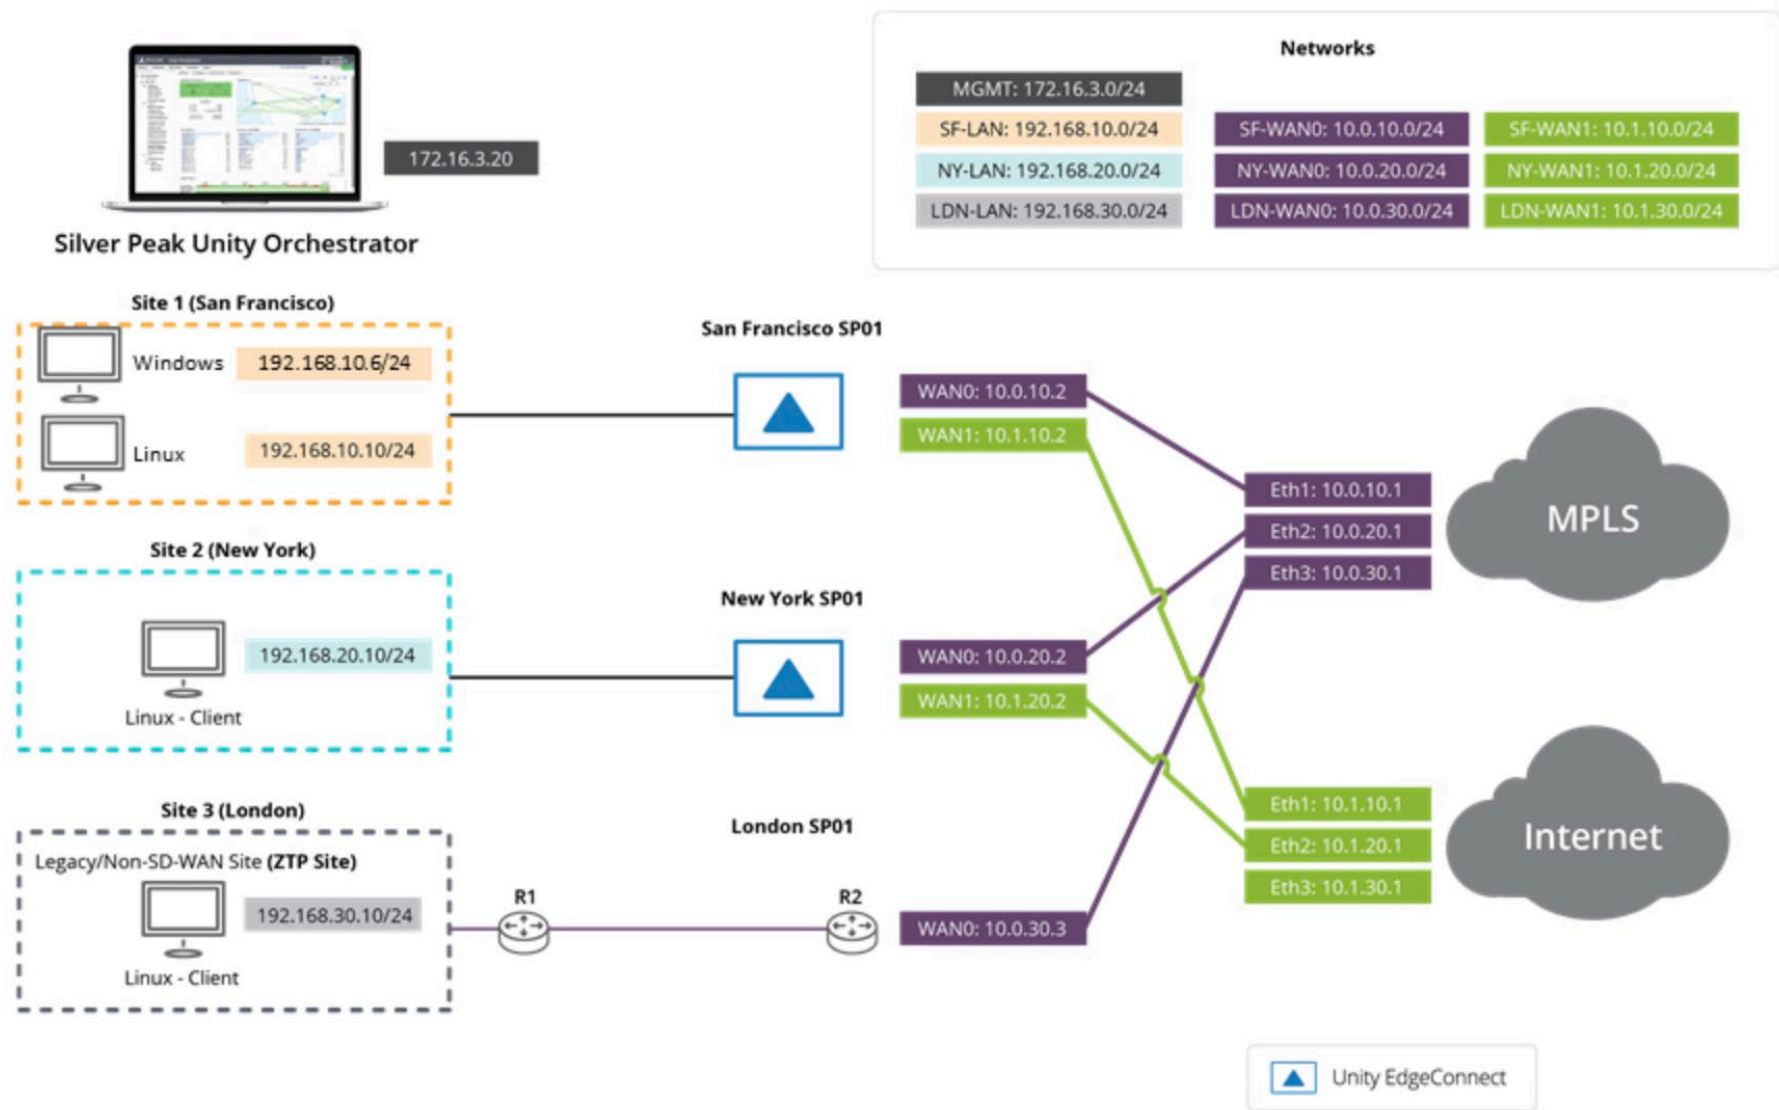 Networks
MGMT: 172.16.3.0/24
SF-LAN: 192.168.10.0/24
SF-WAN0: 10.0.10.0/24
SF-WAN1: 10.1.10.0/24
NY-LAN: 192.168.20.0/24
NY-WAN0: 10.0.20.0/24
NY-WAN1: 10.1.20.0/24
LDN-LAN: 192.168.30.0/24
LDN-WAN0: 10.0.30.0/24
LDN-WAN1: 10.1.30.0/24
172.16.3.20
Silver Peak Unity Orchestrator
Site 1 (San Francisco)
Windows
192.168.10.6/24
Linux
192.168.10.10/24
San Francisco SP01
WAN0: 10.0.10.2
WAN1: 10.1.10.2
Eth1: 10.0.10.1
Eth2: 10.0.20.1
Eth3: 10.0.30.1
MPLS
Site 2 (New York)
192.168.20.10/24
Linux - Client
New York SP01
WAN0: 10.0.20.2
WAN1: 10.1.20.2
Eth1: 10.1.10.1
Eth2: 10.1.20.1
Eth3: 10.1.30.1
Internet
Site 3 (London)
Legacy/Non-SD-WAN Site (ZTP Site)
192.168.30.10/24
Linux - Client
R1
London SP01
R2
WAN0: 10.0.30.3
Unity EdgeConnect